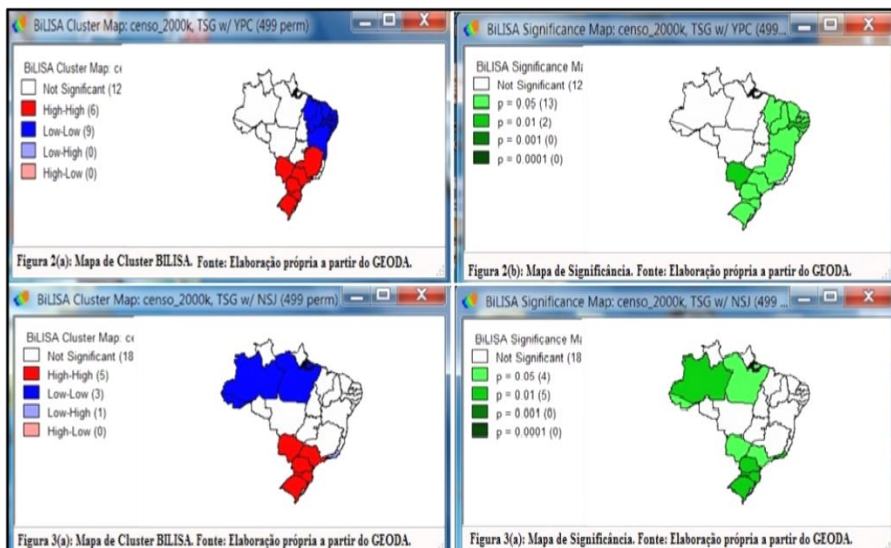 BiLISA Cluster Map: censo_2000k, TSG w/ YPC (499 perm)
BiLISA Cluster Map: ce
Not Significant (12
High-High (6)
Low-Low (9)
Low-High (0)
High-Low (0)
Figura 2(a): Mapa de Cluster BILISA. Fonte: Elaboração própria a partir do GEODA.
BiLISA Significance Map: censo_2000k, TSG w/ YPC (499...
BiLISA Significance Ma
Not Significant (12
p = 0.05 (13)
p = 0.01 (2)
p = 0.001 (0)
p = 0.0001 (0)
Figura 2(b): Mapa de Significância. Fonte: Elaboração própria a partir do GEODA.
BiLISA Cluster Map: censo_2000k, TSG w/ NSJ (499 perm)
BiLISA Cluster Map: ce
Not Significant (18
High-High (5)
Low-Low (3)
Low-High (1)
High-Low (0)
Figura 3(a): Mapa de Cluster BILISA. Fonte: Elaboração própria a partir do GEODA.
BiLISA Significance Map: censo_2000k, TSG w/ NSJ (499 ...
BiLISA Significance Ma
Not Significant (18
p = 0.05 (4)
p = 0.01 (5)
p = 0.001 (0)
p = 0.0001 (0)
Figura 3(a): Mapa de Significância. Fonte: Elaboração própria a partir do GEODA.